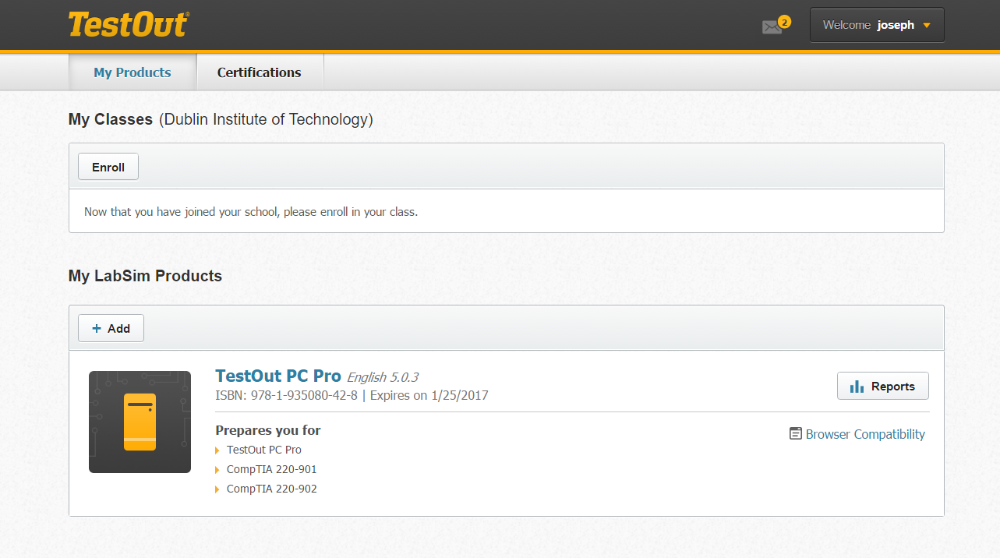 TestOut®
2
Welcome joseph
My Products
Certifications
My Classes (Dublin Institute of Technology)
Enroll
Now that you have joined your school, please enroll in your class.
My LabSim Products
+ Add
TestOut PC Pro English 5.0.3
ISBN: 978-1-935080-42-8 | Expires on 1/25/2017
Reports
Prepares you for
Browser Compatibility
TestOut PC Pro
CompTIA 220-901
CompTIA 220-902